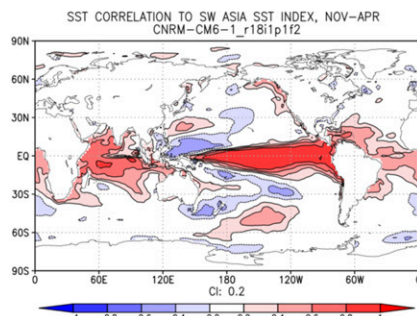 SST CORRELATION TO SW ASIA SST INDEX, NOV-APR
CNRM-CM6-1_r18i1p1f2
90N
60N
30N
EQ
30S
60S
90S
0 60E 120E 180 120W 60W 0
CI: 0.2